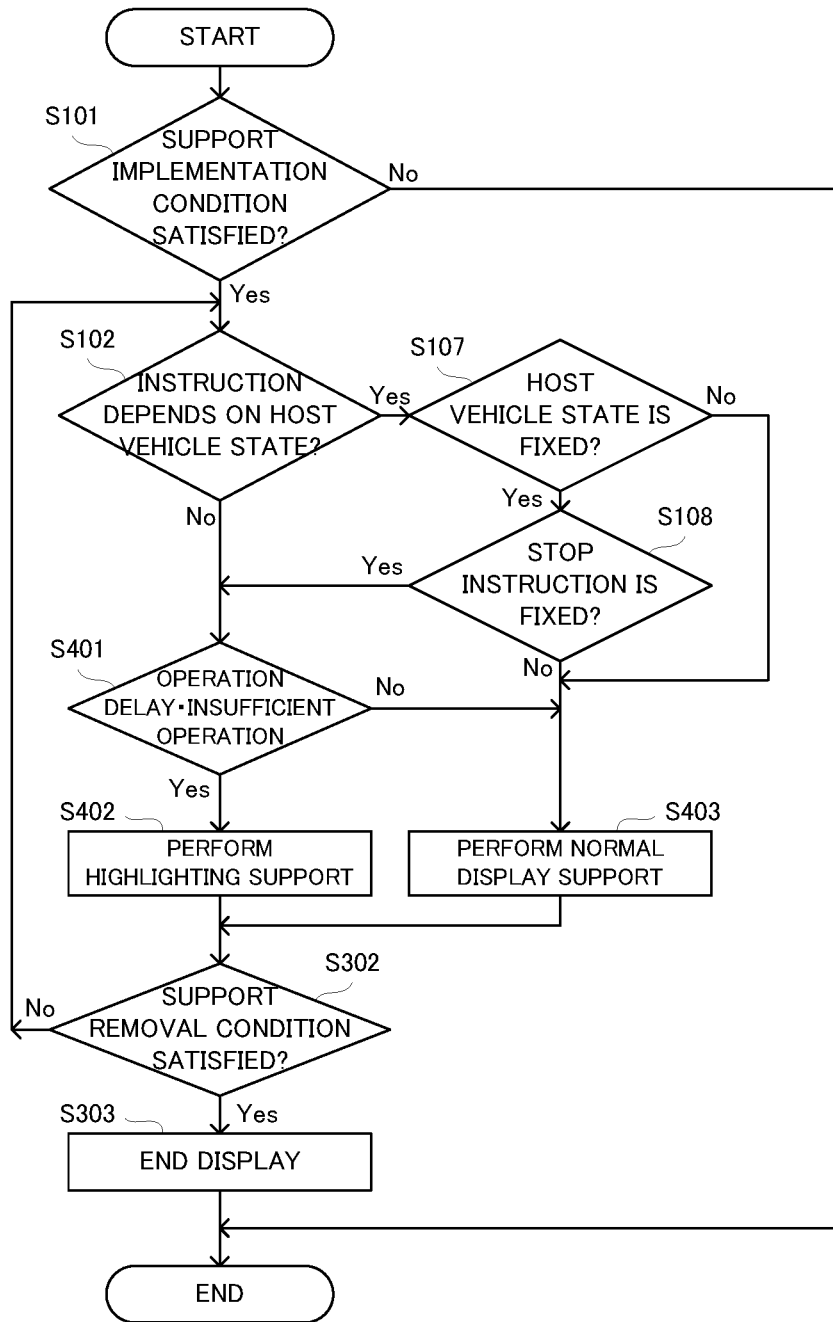 START
S101
SUPPORT
IMPLEMENTATION
CONDITION
SATISFIED?
No
Yes
S102
INSTRUCTION
DEPENDS ON HOST
VEHICLE STATE?
Yes
No
S107
HOST
VEHICLE STATE IS
FIXED?
No
Yes
S108
STOP
INSTRUCTION IS
FIXED?
Yes
No
S401
OPERATION
DELAY・INSUFFICIENT
OPERATION
No
Yes
S402
PERFORM
HIGHLIGHTING SUPPORT
S403
PERFORM NORMAL
DISPLAY SUPPORT
S302
SUPPORT
REMOVAL CONDITION
SATISFIED?
No
Yes
S303
END DISPLAY
END